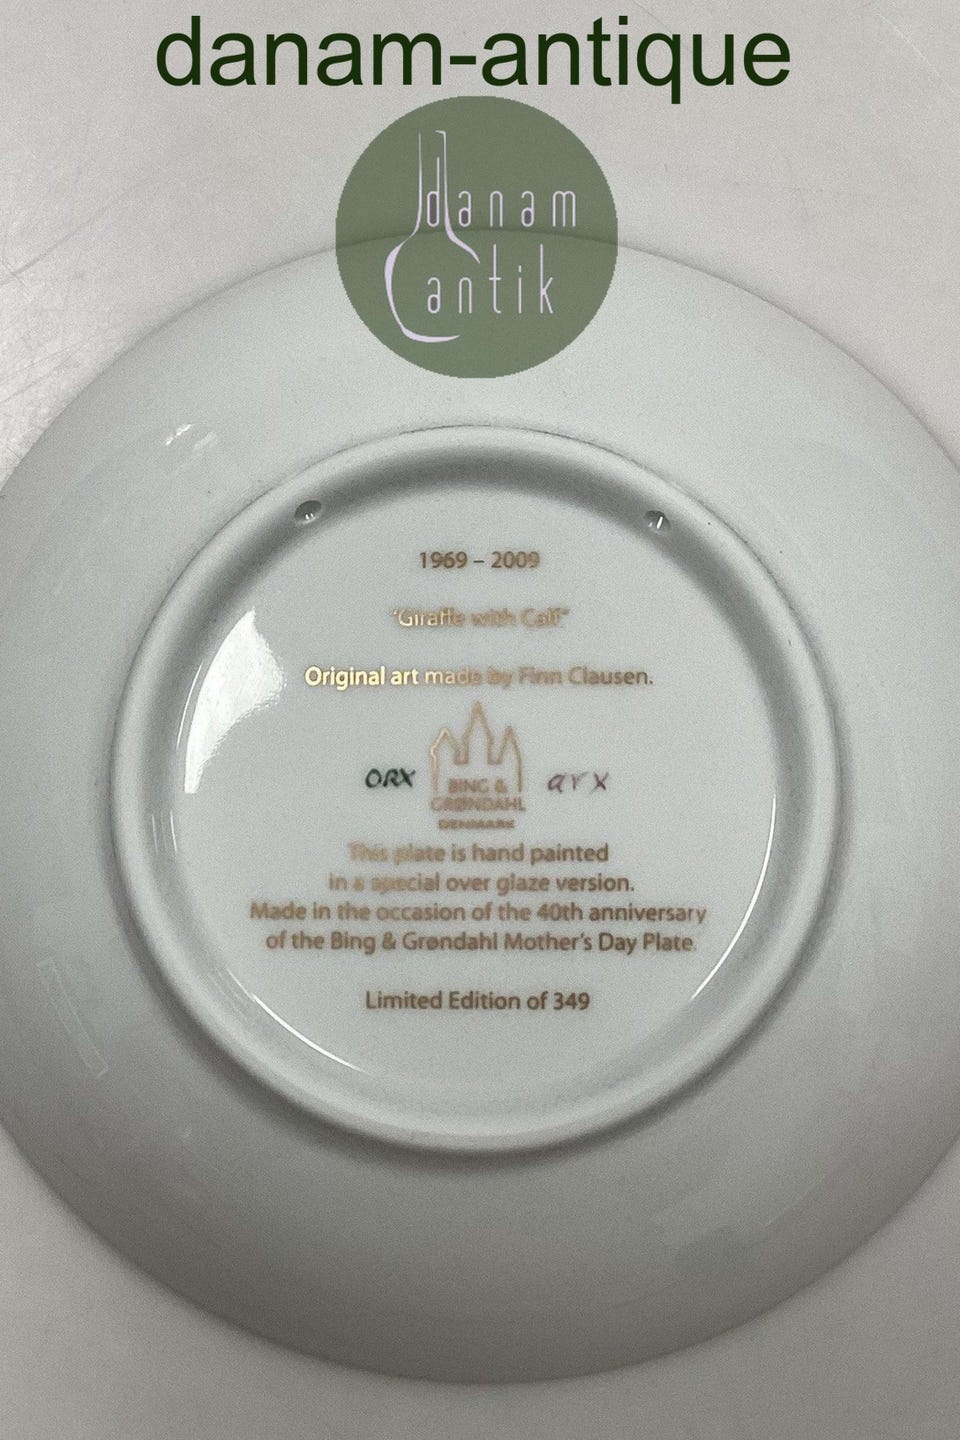 danam-antique
danam
antik
1969 – 2009
"Giraffe with Calf"
Original art made by Finn Clausen.
ORX
BING &
GRØNDAHL
DENMARK
arx
This plate is hand painted
in a special over glaze version.
Made in the occasion of the 40th anniversary
of the Bing & Grøndahl Mother's Day Plate.
Limited Edition of 349